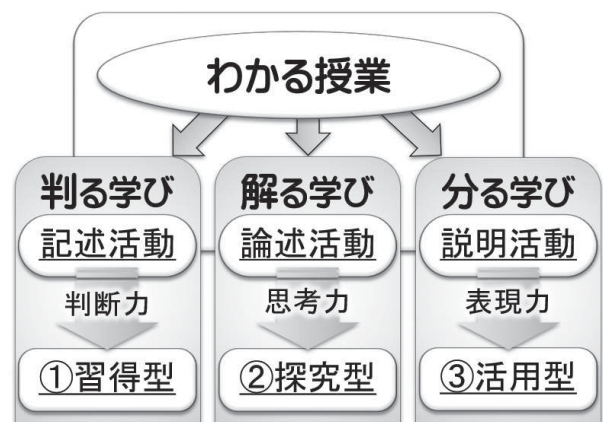 わかる授業
判る学び
記述活動
判断力
①習得型
解る学び
論述活動
思考力
②探究型
分る学び
説明活動
表現力
③活用型